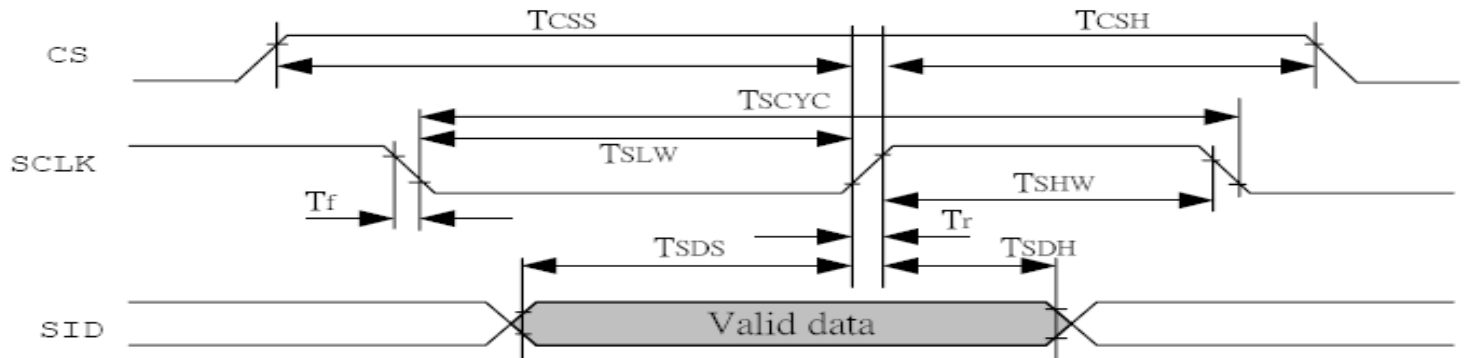 TCSS
TCSH
CS
TSCYC
SCLK
TSLW
TSHW
Tf
Tr
TSDS
TSDH
SID
Valid data